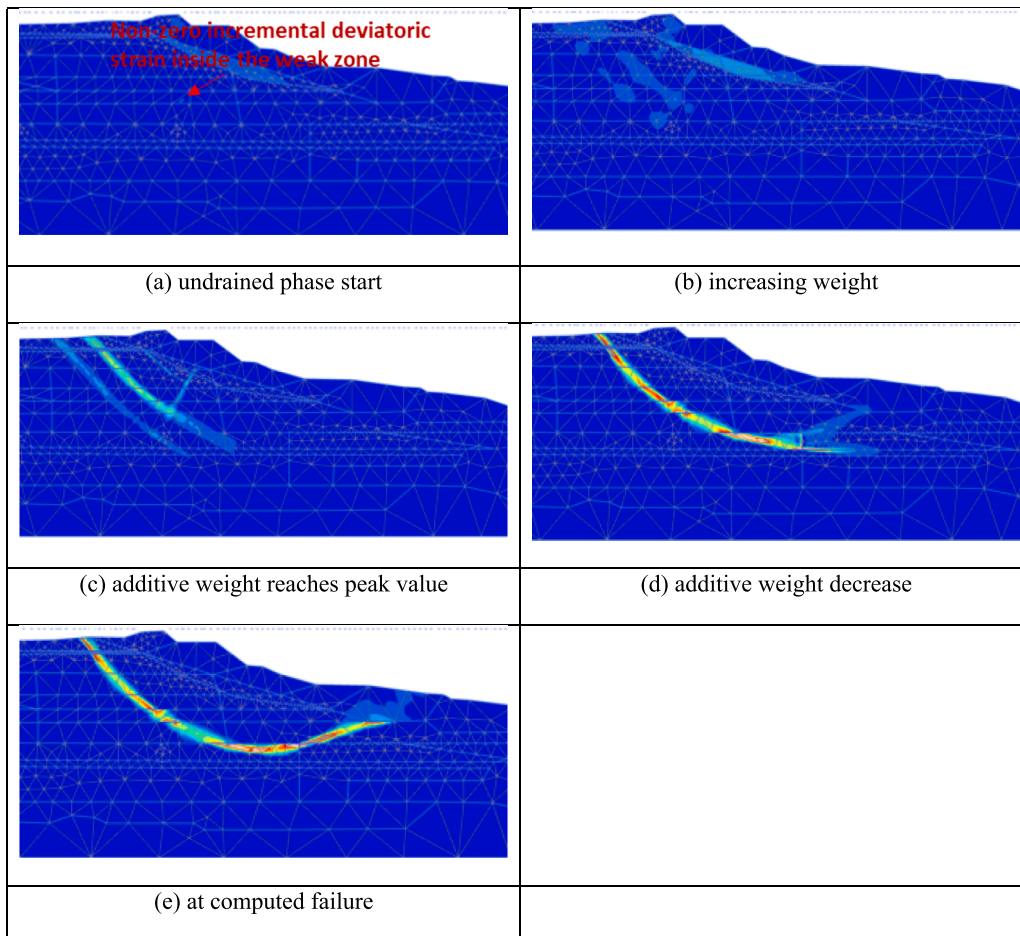 Non-zero incremental deviatoric
strain inside the weak zone
(a) undrained phase start
(b) increasing weight
(c) additive weight reaches peak value
(d) additive weight decrease
(e) at computed failure